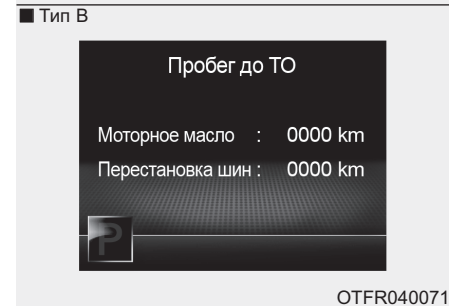 ■ Тип B
Пробег до ТО
Моторное масло : 0000 km
Перестановка шин : 0000 km
P
OTFR040071